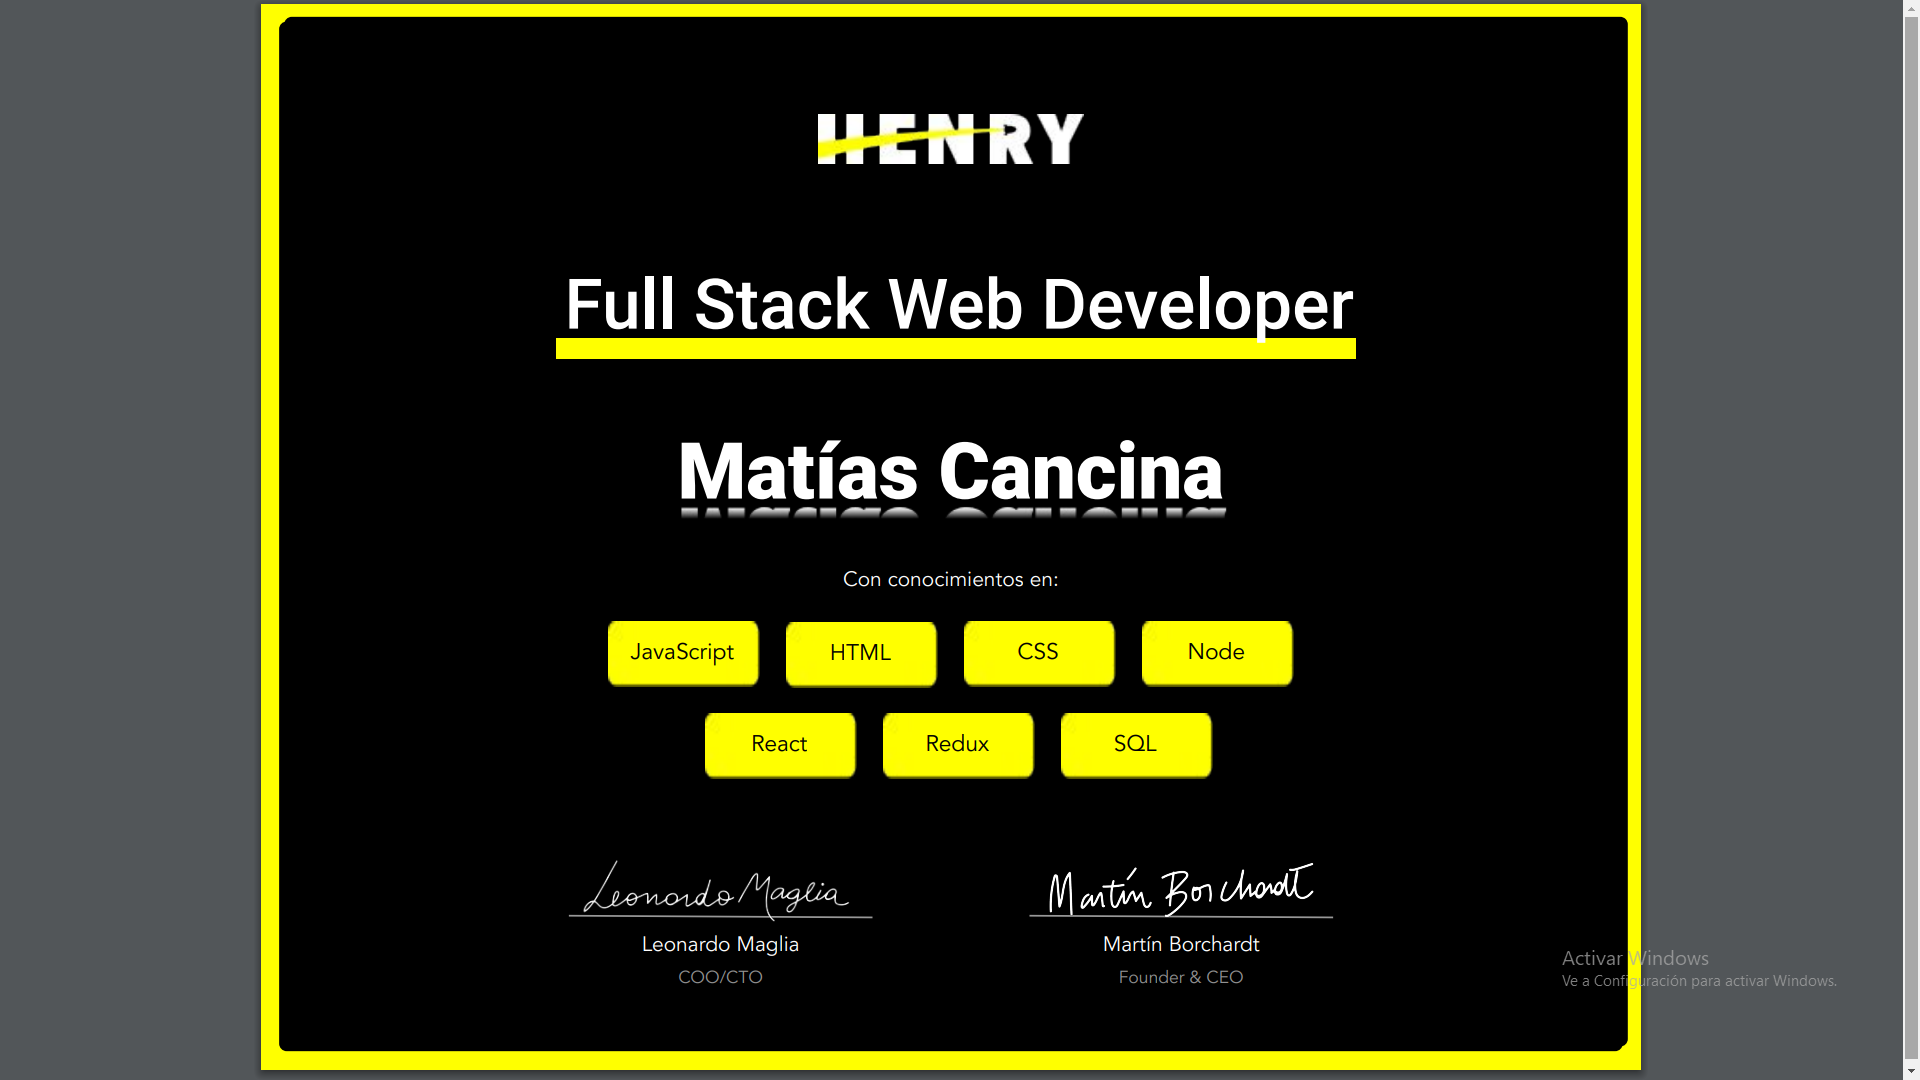 HENRY
Full Stack Web Developer
Matías Cancina
Con conocimientos en:
JavaScript HTML CSS Node
React Redux SQL
Leonardo Maglia Martín Borchardt
Leonardo Maglia Martín Borchardt
COO/CTO Founder & CEO
Activar Windows
Ve a Configuración para activar Windows.